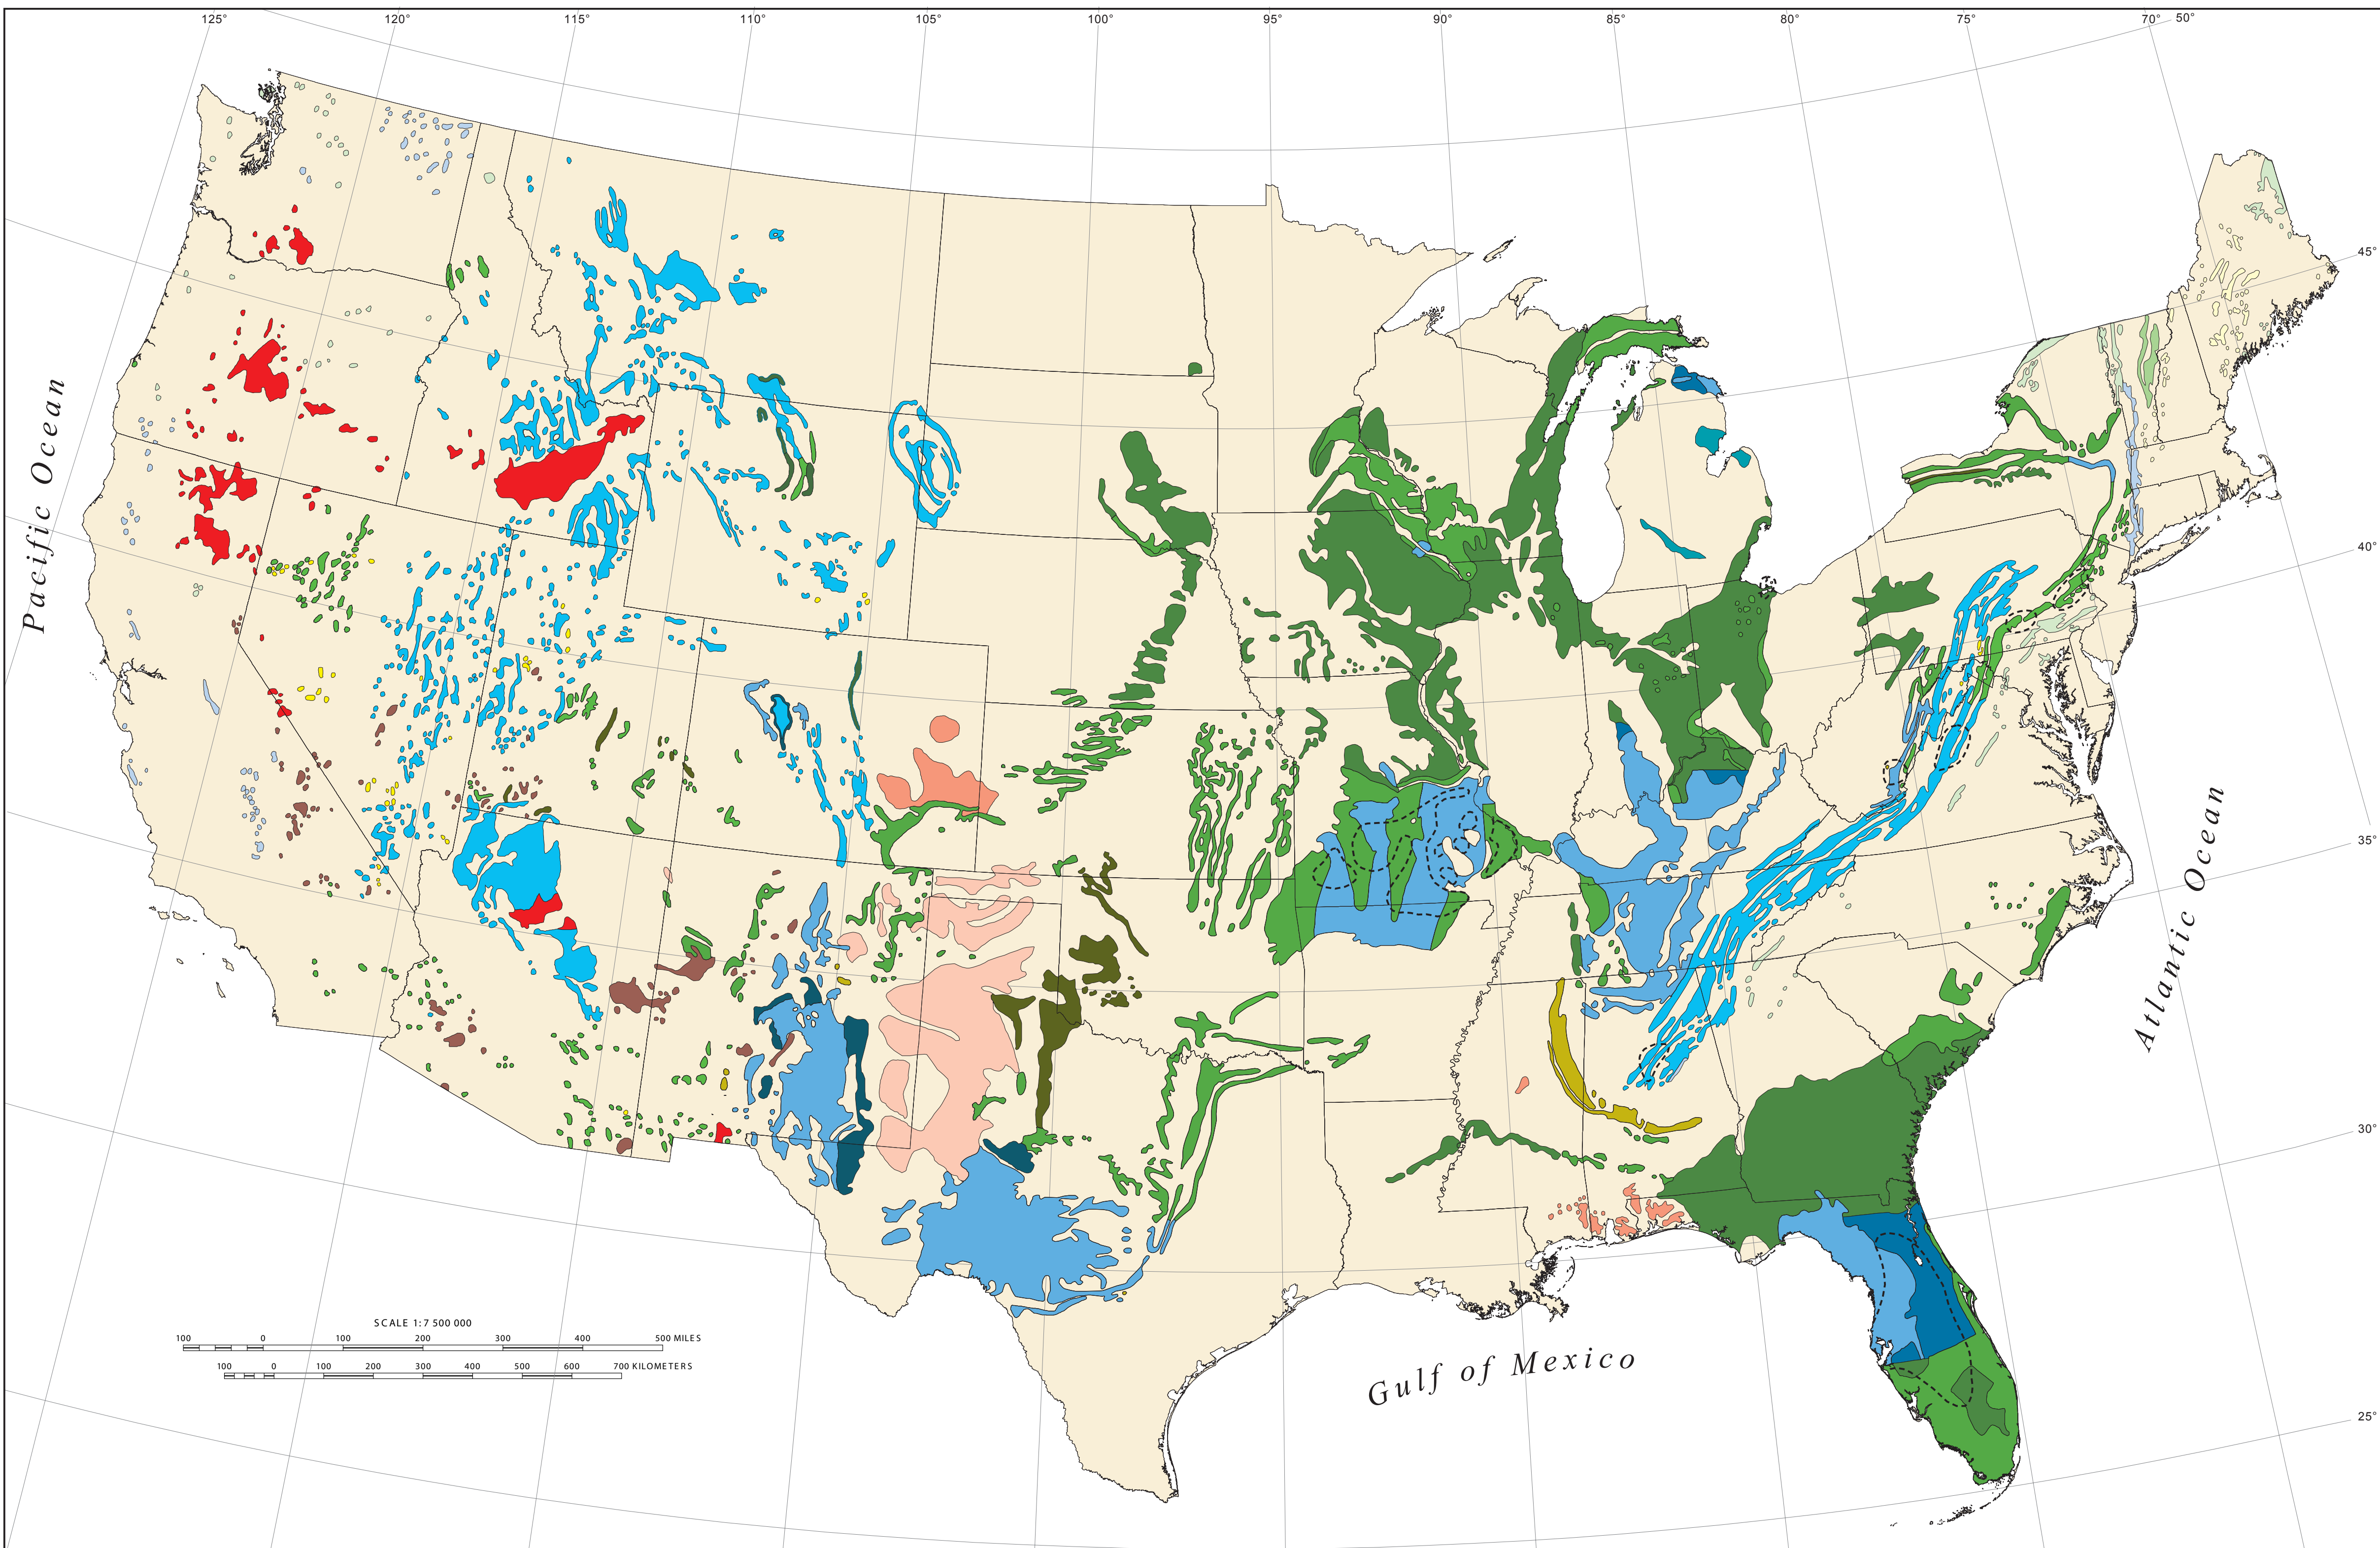 125° 120° 115° 110° 105° 100° 95° 90° 85° 80° 75° 70° 50°
45°
Pacific Ocean
40°
Atlantic Ocean
35°
30°
SCALE 1:7 500 000
100 0 100 200 300 400 500 MILES
100 0 100 200 300 400 500 600 700 KILOMETERS
Gulf of Mexico
25°